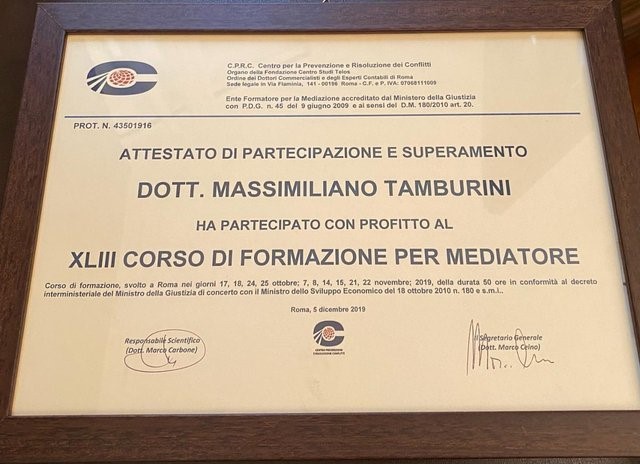 C.P.R.C. Centro per la Prevenzione e Risoluzione dei Conflitti
Organo della Fondazione Centro Studi Telos
Ordine dei Dottori Commercialisti e degli Esperti Contabili di Roma
Sede legale in Via Flaminia, 141 - 00196 Roma - C.F. e P. IVA: 07068111009
Ente Formatore per la Mediazione accreditato dal Ministero della Giustizia
con P.D.G. n. 45 del 9 giugno 2009 e ai sensi del D.M. 180/2010 art. 20.
PROT. N. 43501916
ATTESTATO DI PARTECIPAZIONE E SUPERAMENTO
DOTT. MASSIMILIANO TAMBURINI
HA PARTECIPATO CON PROFITTO AL
XLIII CORSO DI FORMAZIONE PER MEDIATORE
Corso di formazione, svolto a Roma nei giorni 17, 18, 24, 25 ottobre; 7, 8, 14, 15, 21, 22 novembre; 2019, della durata 50 ore in conformità al decreto
interministeriale del Ministro della Giustizia di concerto con il Ministro dello Sviluppo Economico del 18 ottobre 2010 n. 180 e s.m.i..
Roma, 5 dicembre 2019
Responsabile Scientifico
(Dott. Marco Carbone)
CENTRO PREVENZIONE
RISOLUZIONE CONFLITTI
Il Segretario Generale
(Dott. Marco Ceino)